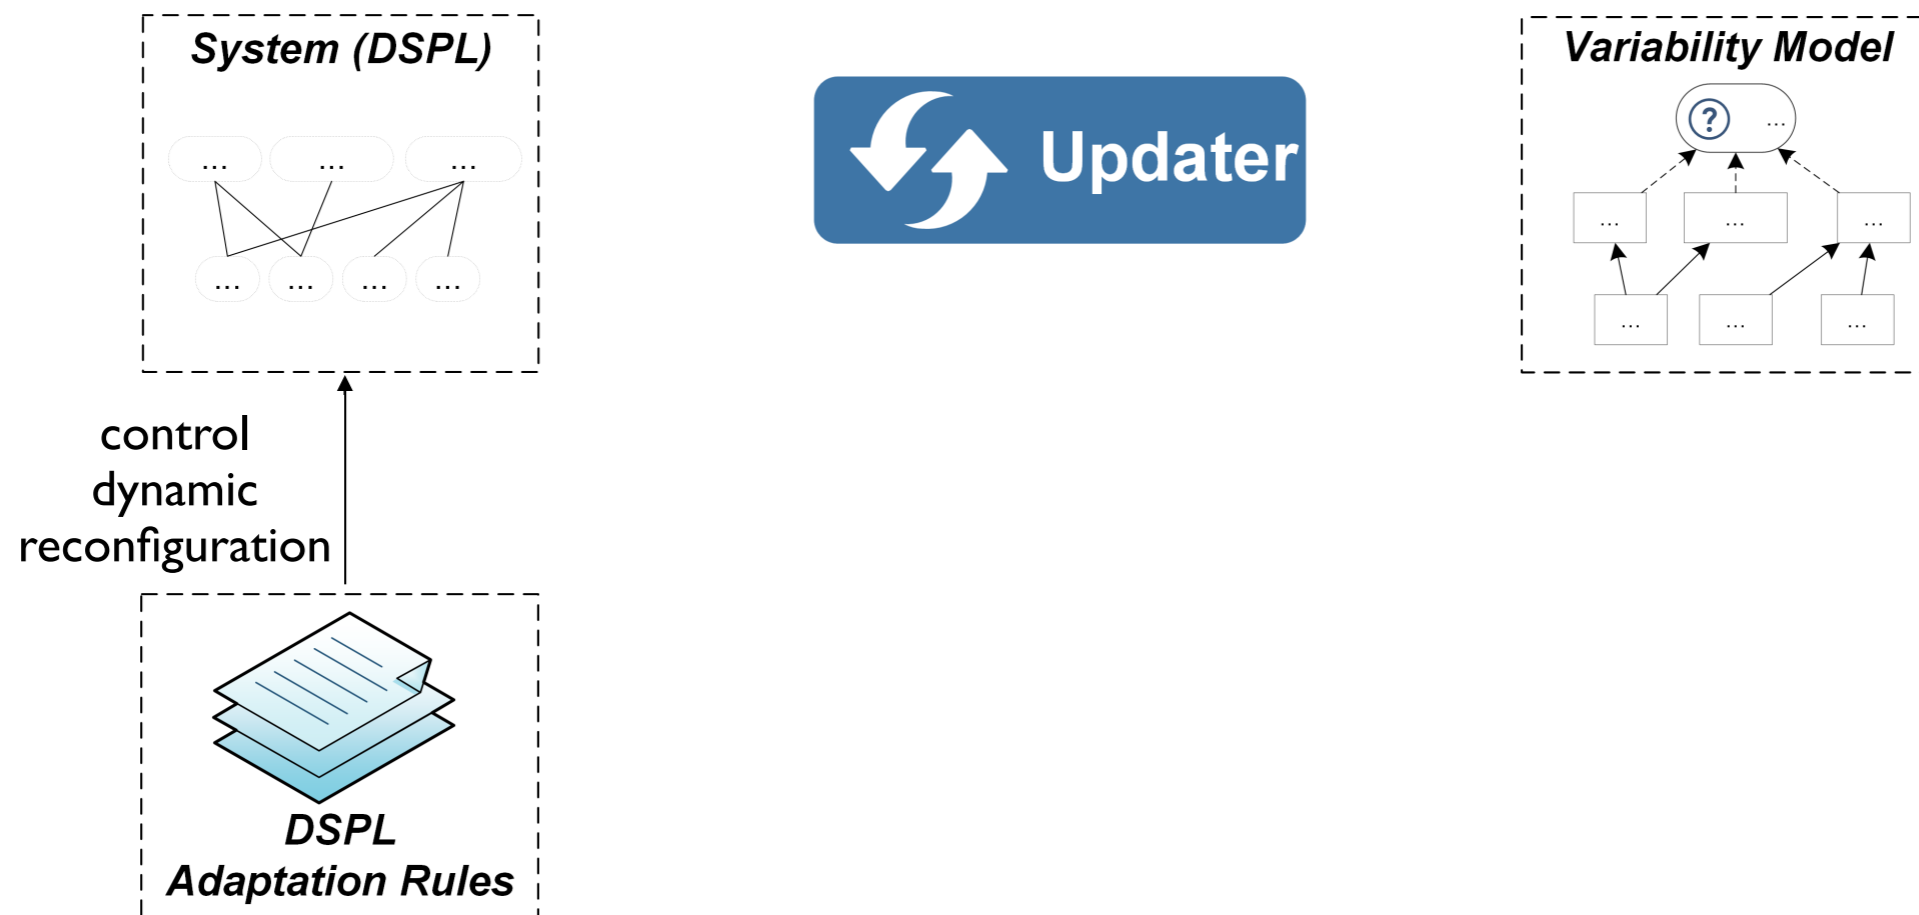 System (DSPL)
... ... ...
... ... ... ...
Updater
Variability Model
? ...
... ... ...
... ... ...
control
dynamic
reconfiguration
DSPL
Adaptation Rules